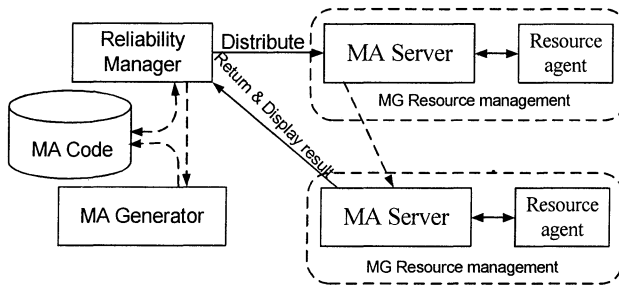 Reliability
Manager
Distribute
MA Server
Resource
agent
MG Resource management
Return & Display result
MA Code
MA Generator
MA Server
Resource
agent
MG Resource management